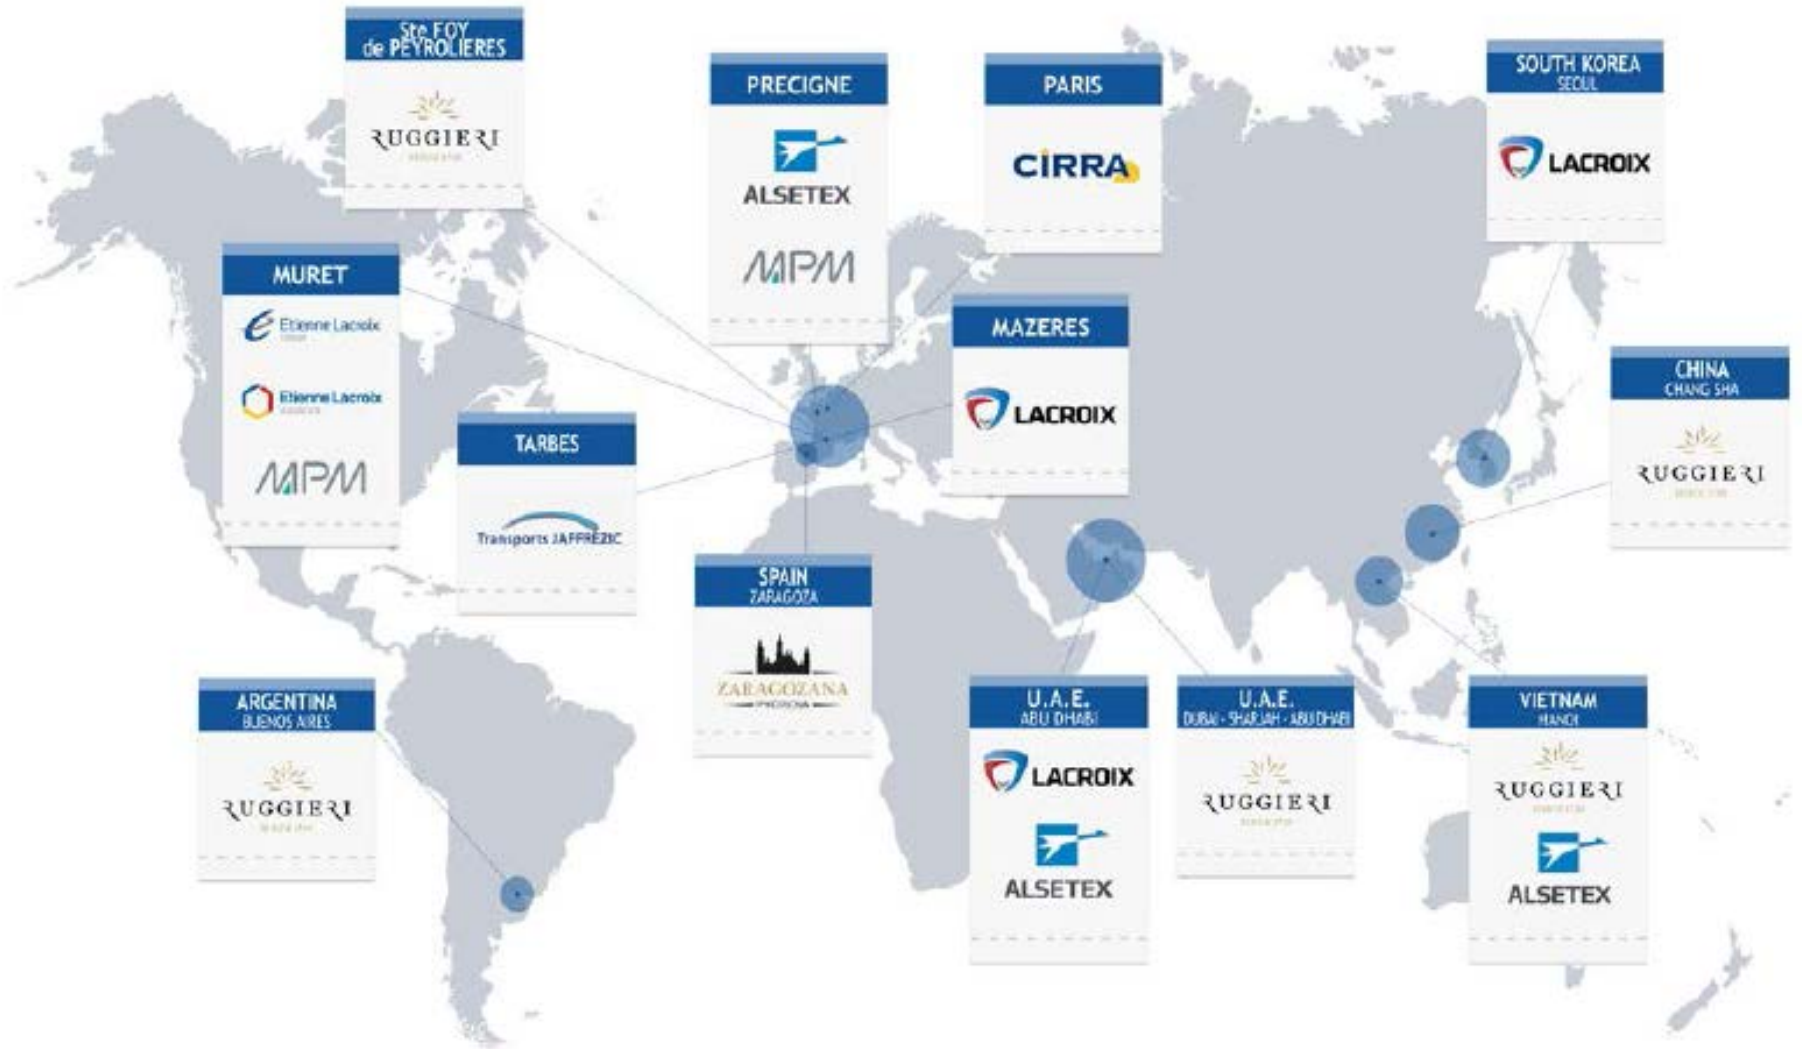 Ste FOY
de PEYROLIERES
RUGGIERI
PRECIGNE
ALSETEX
MPM
PARIS
CIRRA
SOUTH KOREA
SEOUL
LACROIX
MURET
Etienne Lacroix
Etienne Lacroix
MPM
MAZERES
LACROIX
CHINA
CHANG SHA
RUGGIERI
TARBES
Transports JAFFREZIC
SPAIN
ZARAGOZA
ZARAGOZANA
ARGENTINA
BUENOS AIRES
RUGGIERI
U.A.E.
ABU DHABI
LACROIX
ALSETEX
U.A.E.
DUBAI - SHARJAH - ABU DHABI
RUGGIERI
VIETNAM
HANOI
RUGGIERI
ALSETEX